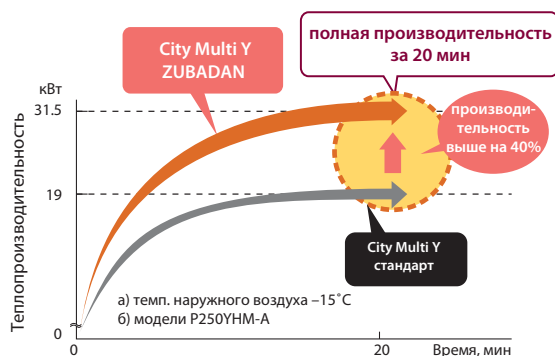 City Multi Y
ZUBADAN
полная производительность
за 20 мин
кВт
31.5
производи-
тельность
выше на 40%
19
City Multi Y
стандарт
Теплопроизводительность
а) темп. наружного воздуха –15˚C
б) модели P250YHM-A
0
0
20
Время, мин